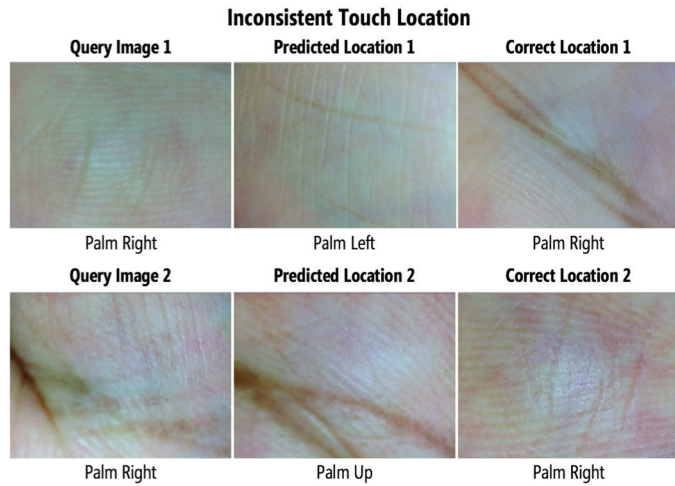 Inconsistent Touch Location
Query Image 1 Predicted Location 1 Correct Location 1
Palm Right Palm Left Palm Right
Query Image 2 Predicted Location 2 Correct Location 2
Palm Right Palm Up Palm Right